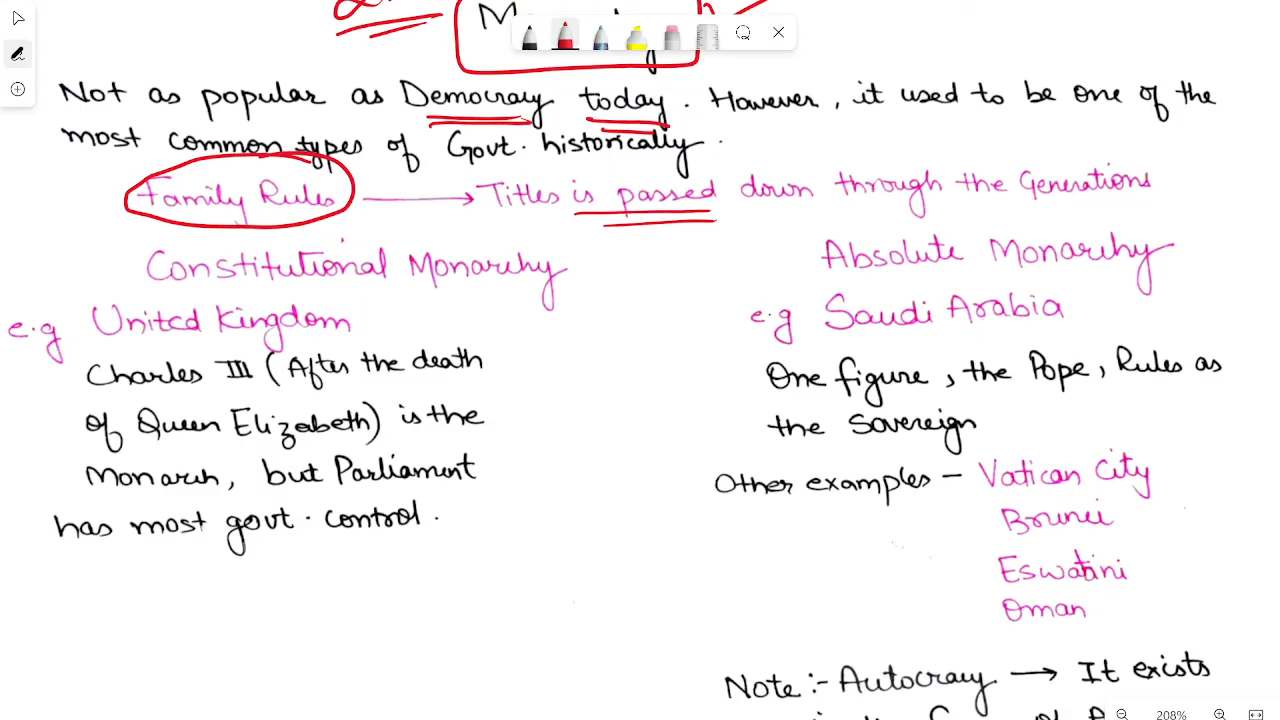 Not as popular as Democracy today. However, it used to be one of the
most common types of Govt. historically.
Family Rules → Titles is passed down through the Generations
Constitutional Monarchy
e.g United Kingdom
Charles III (After the death
of Queen Elizabeth) is the
Monarch, but Parliament
has most govt. control.
Absolute Monarchy
e.g Saudi Arabia
One figure, the Pope, Rules as
the Sovereign
Other examples - Vatican City
Brunei
Eswatini
Oman
Note :- Autocracy → It exists
208%